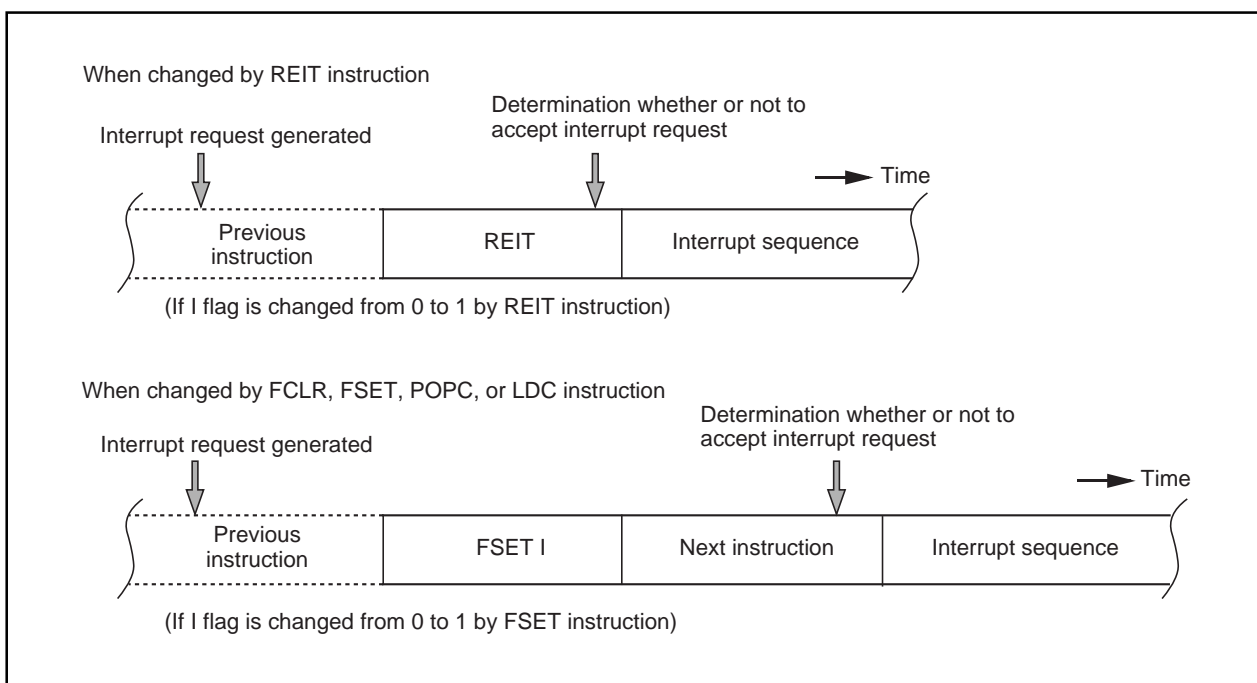 When changed by REIT instruction
Determination whether or not to
accept interrupt request
Interrupt request generated
Time
Previous
instruction
REIT
Interrupt sequence
(If I flag is changed from 0 to 1 by REIT instruction)
When changed by FCLR, FSET, POPC, or LDC instruction
Determination whether or not to
accept interrupt request
Interrupt request generated
Time
Previous
instruction
FSET I
Next instruction
Interrupt sequence
(If I flag is changed from 0 to 1 by FSET instruction)